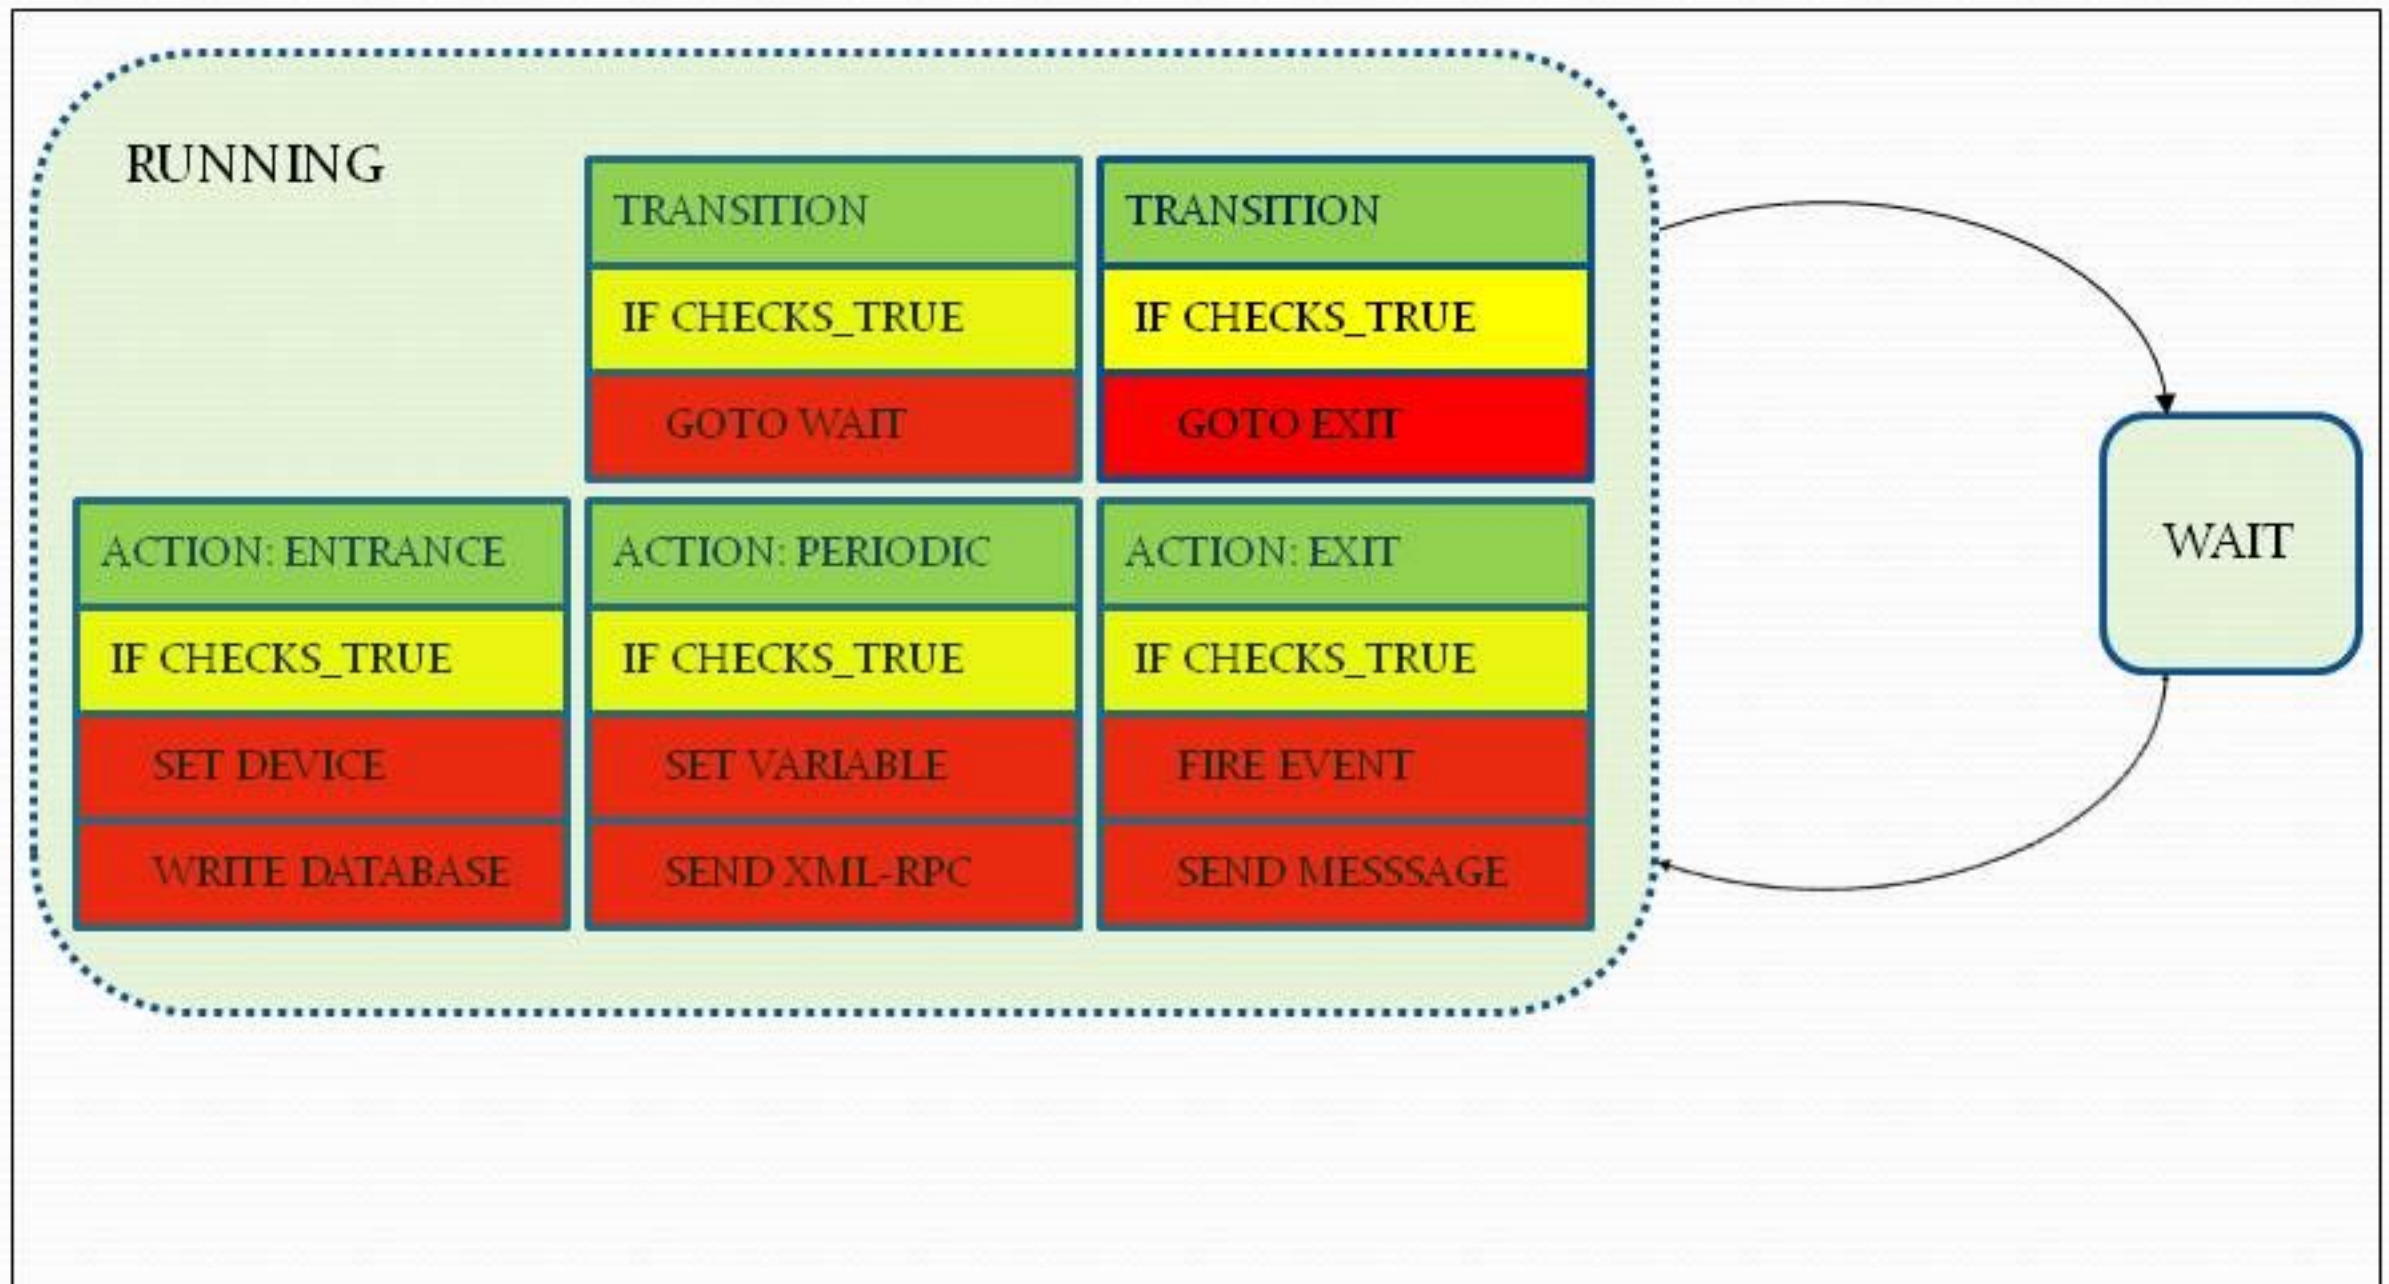 RUNNING
TRANSITION
IF CHECKS_TRUE
GOTO WAIT
TRANSITION
IF CHECKS_TRUE
GOTO EXIT
ACTION: ENTRANCE
IF CHECKS_TRUE
SET DEVICE
WRITE DATABASE
ACTION: PERIODIC
IF CHECKS_TRUE
SET VARIABLE
SEND XML-RPC
ACTION: EXIT
IF CHECKS_TRUE
FIRE EVENT
SEND MESSSAGE
WAIT